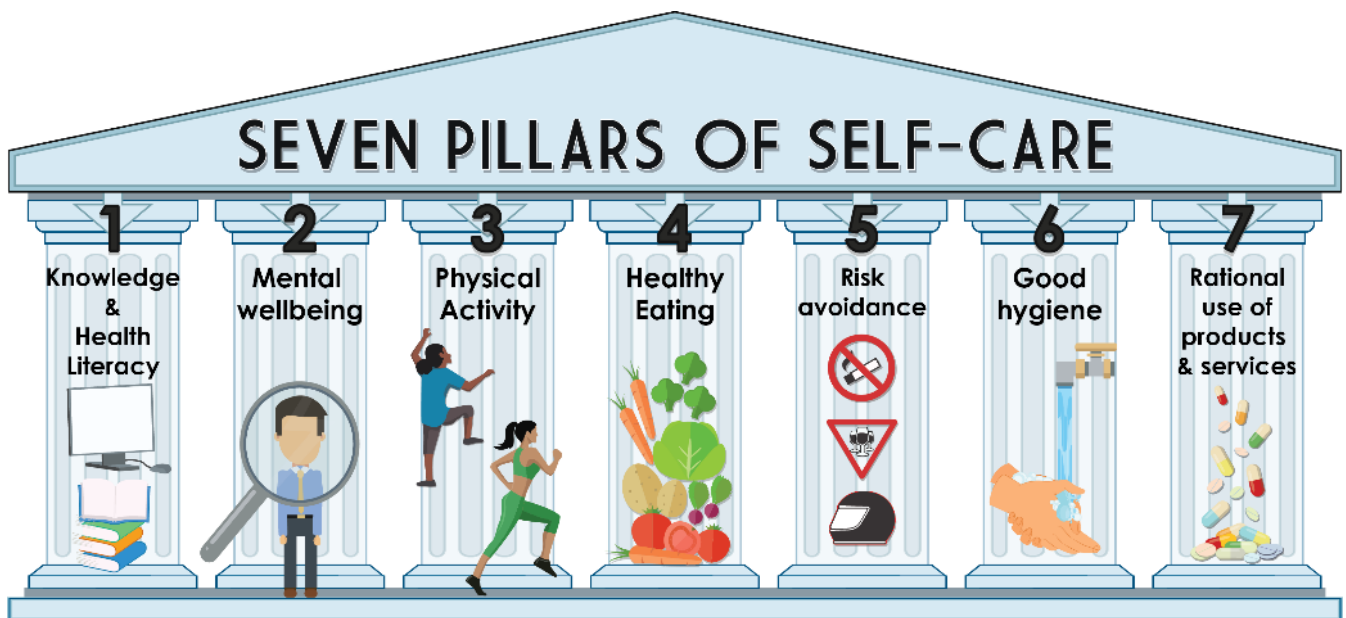 SEVEN PILLARS OF SELF-CARE
1
Knowledge
&
Health
Literacy
2
Mental
wellbeing
3
Physical
Activity
4
Healthy
Eating
5
Risk
avoidance
6
Good
hygiene
7
Rational
use of
products
& services